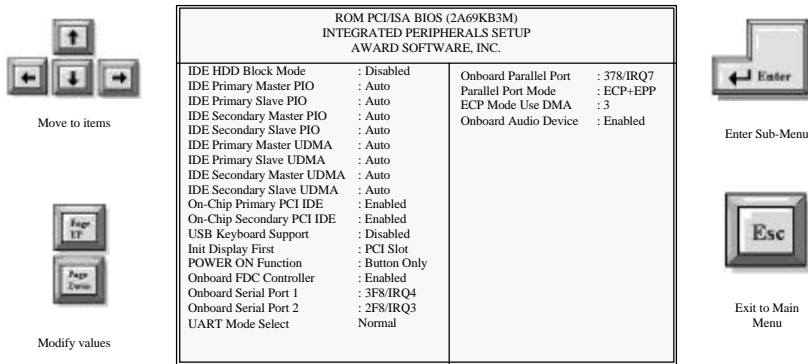 ROM PCI/ISA BIOS (2A69KB3M)
INTEGRATED PERIPHERALS SETUP
AWARD SOFTWARE, INC.
IDE HDD Block Mode : Disabled
IDE Primary Master PIO : Auto
IDE Primary Slave PIO : Auto
IDE Secondary Master PIO : Auto
IDE Secondary Slave PIO : Auto
IDE Primary Master UDMA : Auto
IDE Primary Slave UDMA : Auto
IDE Secondary Master UDMA : Auto
IDE Secondary Slave UDMA : Auto
On-Chip Primary PCI IDE : Enabled
On-Chip Secondary PCI IDE : Enabled
USB Keyboard Support : Disabled
Init Display First : PCI Slot
POWER ON Function : Button Only
Onboard FDC Controller : Enabled
Onboard Serial Port 1 : 3F8/IRQ4
Onboard Serial Port 2 : 2F8/IRQ3
UART Mode Select Normal
Onboard Parallel Port : 378/IRQ7
Parallel Port Mode : ECP+EPP
ECP Mode Use DMA : 3
Onboard Audio Device : Enabled
Move to items
Page
UP
Page
Down
Modify values
Enter
Enter Sub-Menu
Esc
Exit to Main
Menu